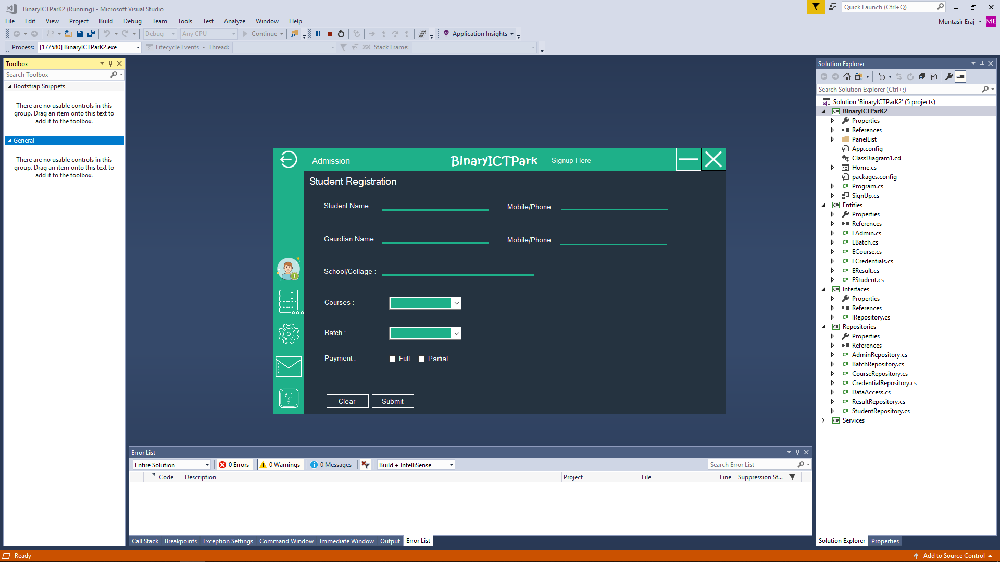 BinaryICTParK2 (Running) - Microsoft Visual Studio
Quick Launch (Ctrl+Q)
File Edit View Project Build Debug Team Tools Test Analyze Window Help
Muntasir Eraj ME
Debug Any CPU Continue Application Insights
Process: [177580] BinaryICTParK2.exe Lifecycle Events Thread: Stack Frame:
Toolbox
Search Toolbox
Bootstrap Snippets
There are no usable controls in this
group. Drag an item onto this text to
add it to the toolbox.
General
There are no usable controls in this
group. Drag an item onto this text to
add it to the toolbox.
Admission BinaryICTPark Signup Here
Student Registration
Student Name : Mobile/Phone :
Gaurdian Name : Mobile/Phone :
School/Collage :
Courses :
Batch :
Payment : Full Partial
Clear Submit
?
Error List
Entire Solution 0 Errors 0 Warnings 0 Messages Build + IntelliSense Search Error List
Code Description Project File Line Suppression St...
Call Stack Breakpoints Exception Settings Command Window Immediate Window Output Error List
Solution Explorer
Search Solution Explorer (Ctrl+;)
Solution 'BinaryICTParK2' (5 projects)
C# BinaryICTParK2
Properties
References
PanelList
App.config
ClassDiagram1.cd
Home.cs
packages.config
C# Program.cs
SignUp.cs
C# Entities
Properties
References
C# EAdmin.cs
C# EBatch.cs
C# ECourse.cs
C# ECredentials.cs
C# EResult.cs
C# EStudent.cs
C# Interfaces
Properties
References
C# IRepository.cs
C# Repositories
Properties
References
C# AdminRepository.cs
C# BatchRepository.cs
C# CourseRepository.cs
C# CredentialRepository.cs
C# DataAccess.cs
C# ResultRepository.cs
C# StudentRepository.cs
C# Services
Solution Explorer Properties
Ready Add to Source Control